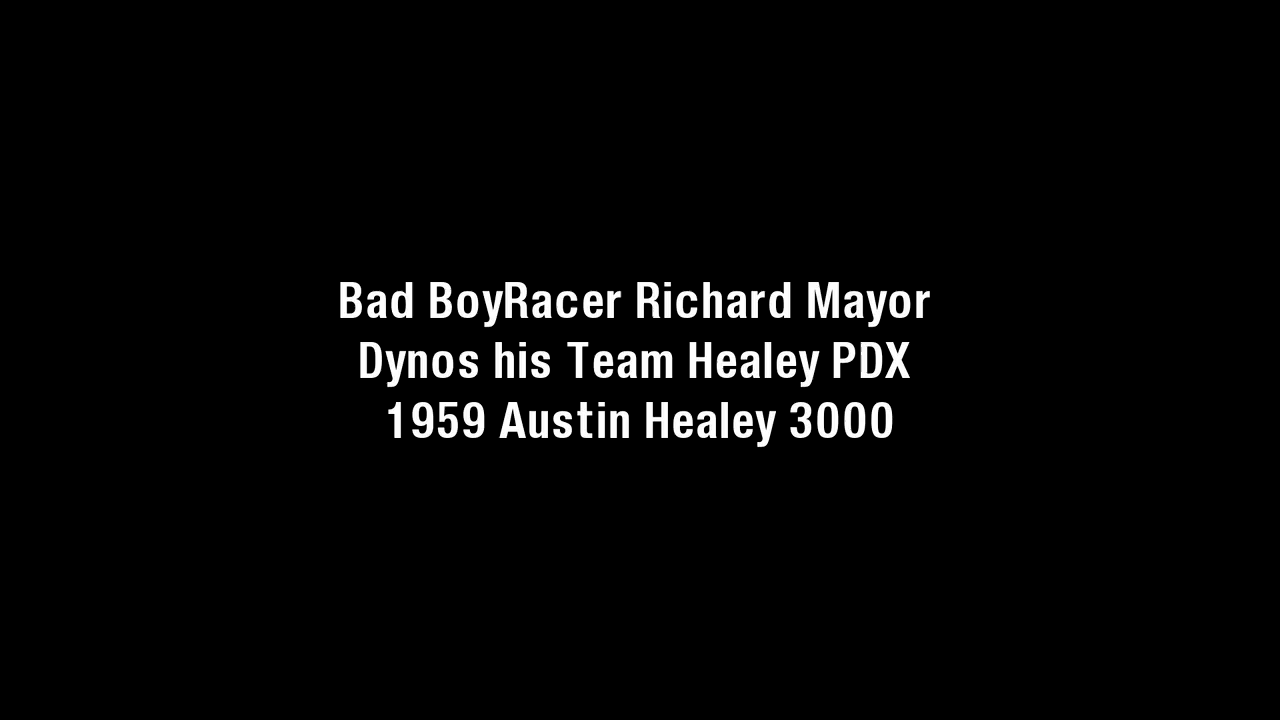 Bad BoyRacer Richard Mayor
Dynos his Team Healey PDX
1959 Austin Healey 3000